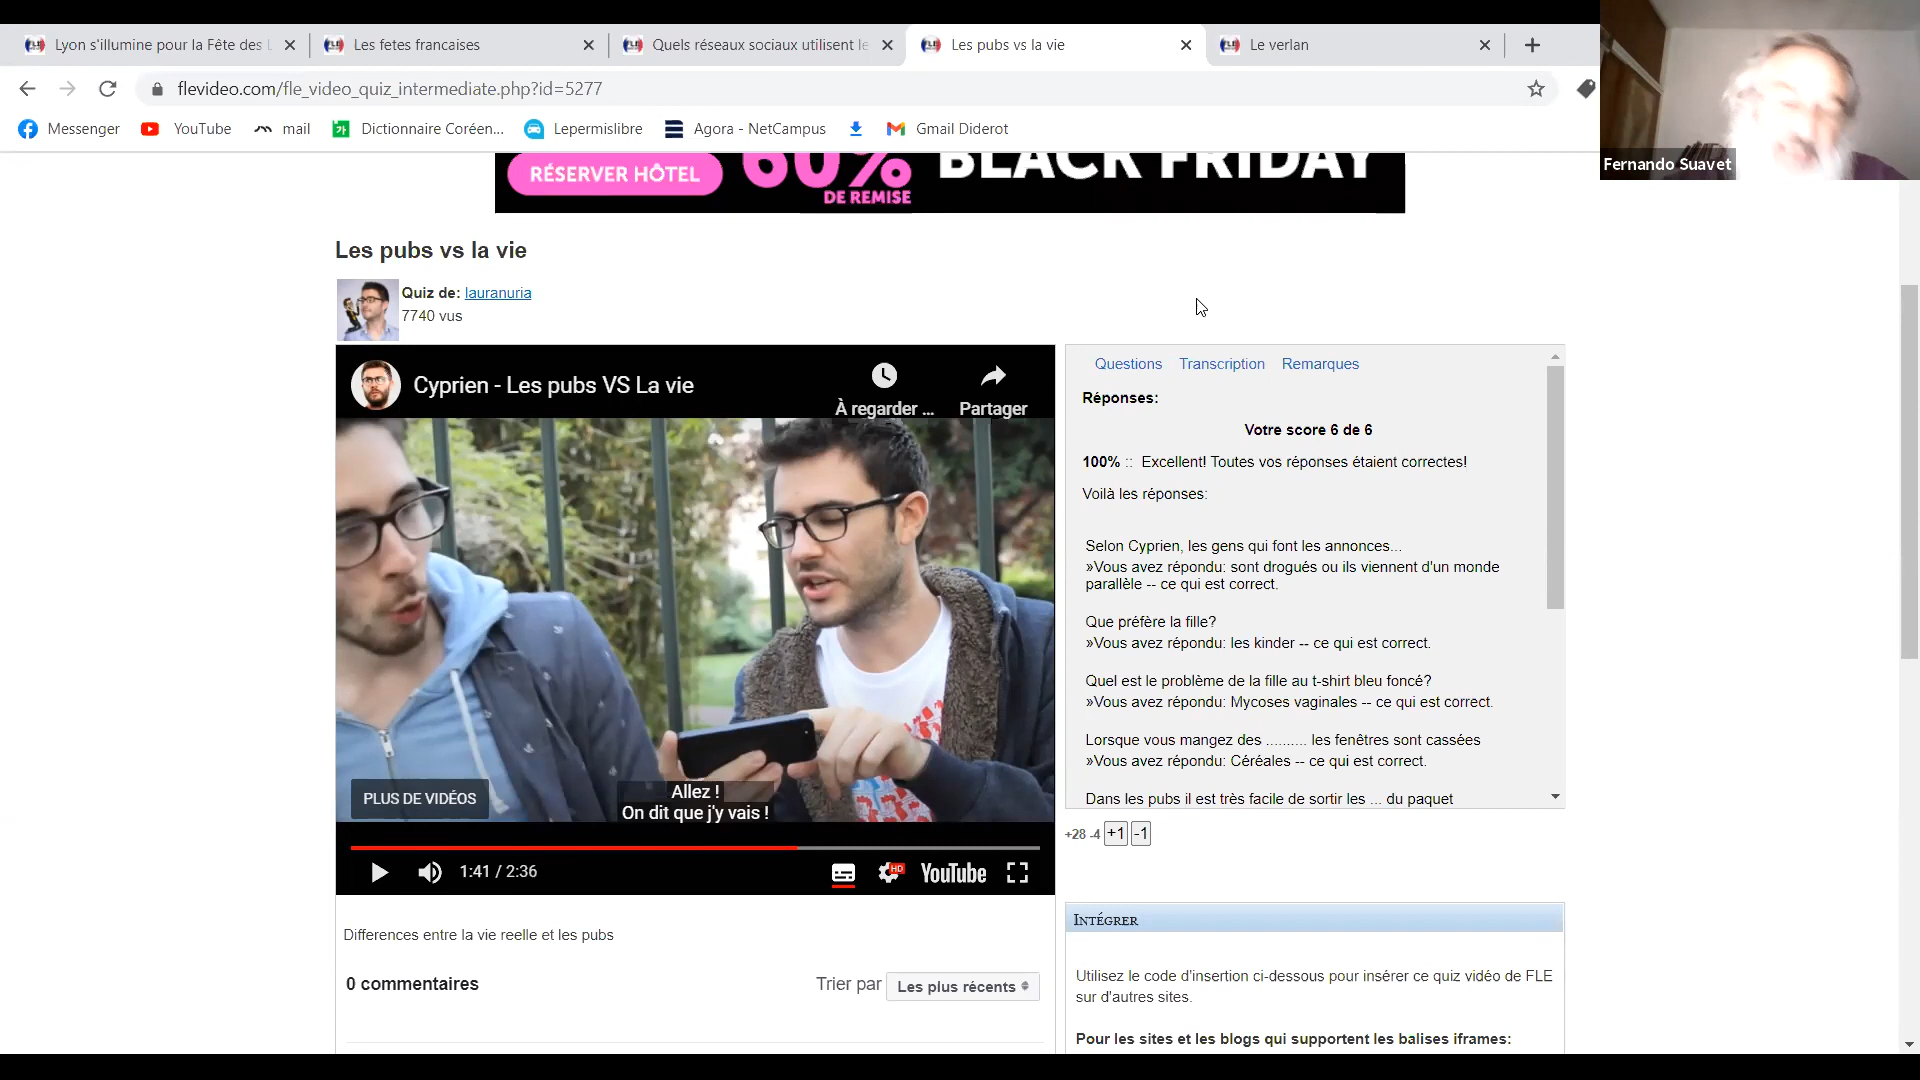 Lyon s'illumine pour la Fête des
Les fetes francaises
Quels réseaux sociaux utilisent le
Les pubs vs la vie
Le verlan
flevideo.com/fle_video_quiz_intermediate.php?id=5277
Messenger
YouTube
mail
Dictionnaire Coréen...
Lepermislibre
Agora - NetCampus
Gmail Diderot
Fernando Suavet
RÉSERVER HÔTEL
60%
DE REMISE
BLACK FRIDAY
Les pubs vs la vie
Quiz de: lauranuria
7740 vus
Cyprien - Les pubs VS La vie
À regarder ...
Partager
PLUS DE VIDÉOS
Allez !
On dit que j'y vais !
1:41 / 2:36
HD
YouTube
Questions Transcription Remarques
Réponses:
Votre score 6 de 6
100% :: Excellent! Toutes vos réponses étaient correctes!
Voilà les réponses:
Selon Cyprien, les gens qui font les annonces...
»Vous avez répondu: sont drogués ou ils viennent d'un monde
parallèle -- ce qui est correct.
Que préfère la fille?
»Vous avez répondu: les kinder -- ce qui est correct.
Quel est le problème de la fille au t-shirt bleu foncé?
»Vous avez répondu: Mycoses vaginales -- ce qui est correct.
Lorsque vous mangez des .......... les fenêtres sont cassées
»Vous avez répondu: Céréales -- ce qui est correct.
Dans les pubs il est très facile de sortir les ... du paquet
+28 -4 +1 -1
Differences entre la vie reelle et les pubs
0 commentaires
Trier par Les plus récents
Intégrer
Utilisez le code d'insertion ci-dessous pour insérer ce quiz vidéo de FLE
sur d'autres sites.
Pour les sites et les blogs qui supportent les balises iframes: